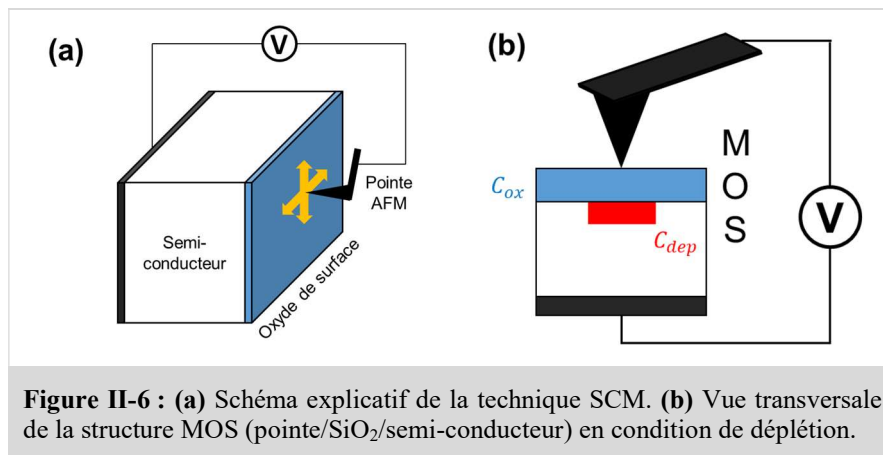 (a)
V
Pointe
AFM
Semi-
conducteur
Oxyde de surface
(b)
M
O
S
C_ox
C_dep
V
Figure II-6 : (a) Schéma explicatif de la technique SCM. (b) Vue transversale
de la structure MOS (pointe/SiO₂/semi-conducteur) en condition de déplétion.